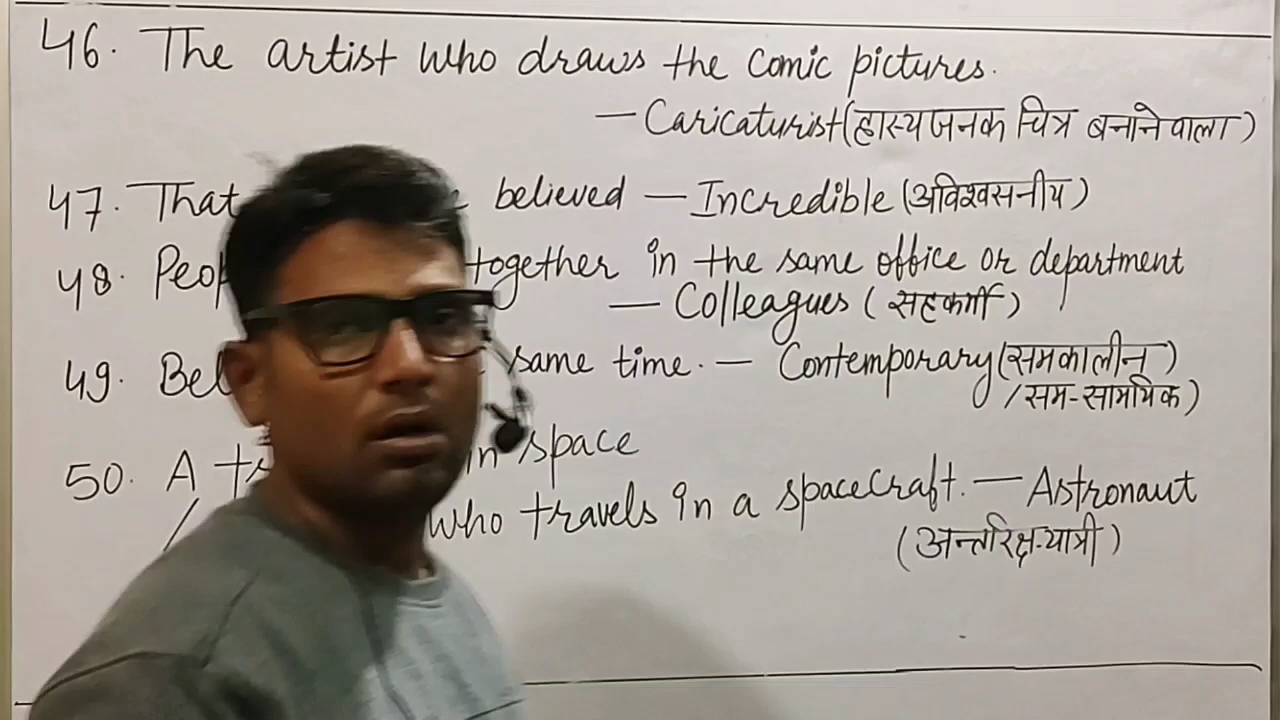 46. The artist who draws the comic pictures.
— Caricaturist (हास्यजनक चित्र बनानेवाला)
47. That believed — Incredible (अविश्वसनीय)
48. together in the same office or department
— Colleagues (सहकर्मी)
49. same time. — Contemporary (समकालीन)
/सम-सामयिक)
50. A in space
/ who travels in a spacecraft. — Astronaut
(अन्तरिक्ष-यात्री)